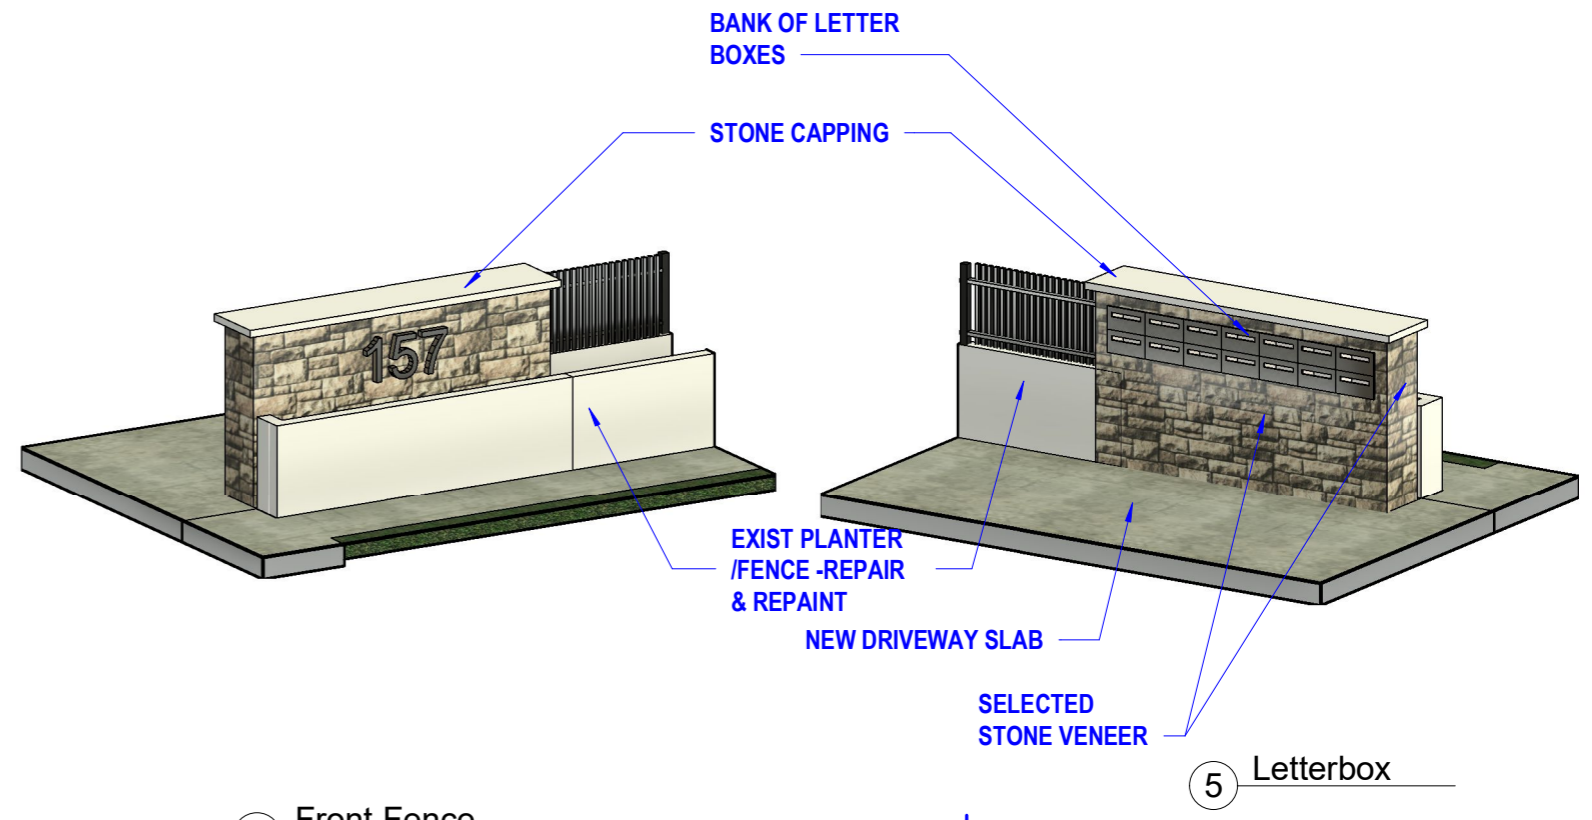 BANK OF LETTER
BOXES
STONE CAPPING
157
EXIST PLANTER
/FENCE -REPAIR
& REPAINT
NEW DRIVEWAY SLAB
SELECTED
STONE VENEER
5 Letterbox
Front Fence